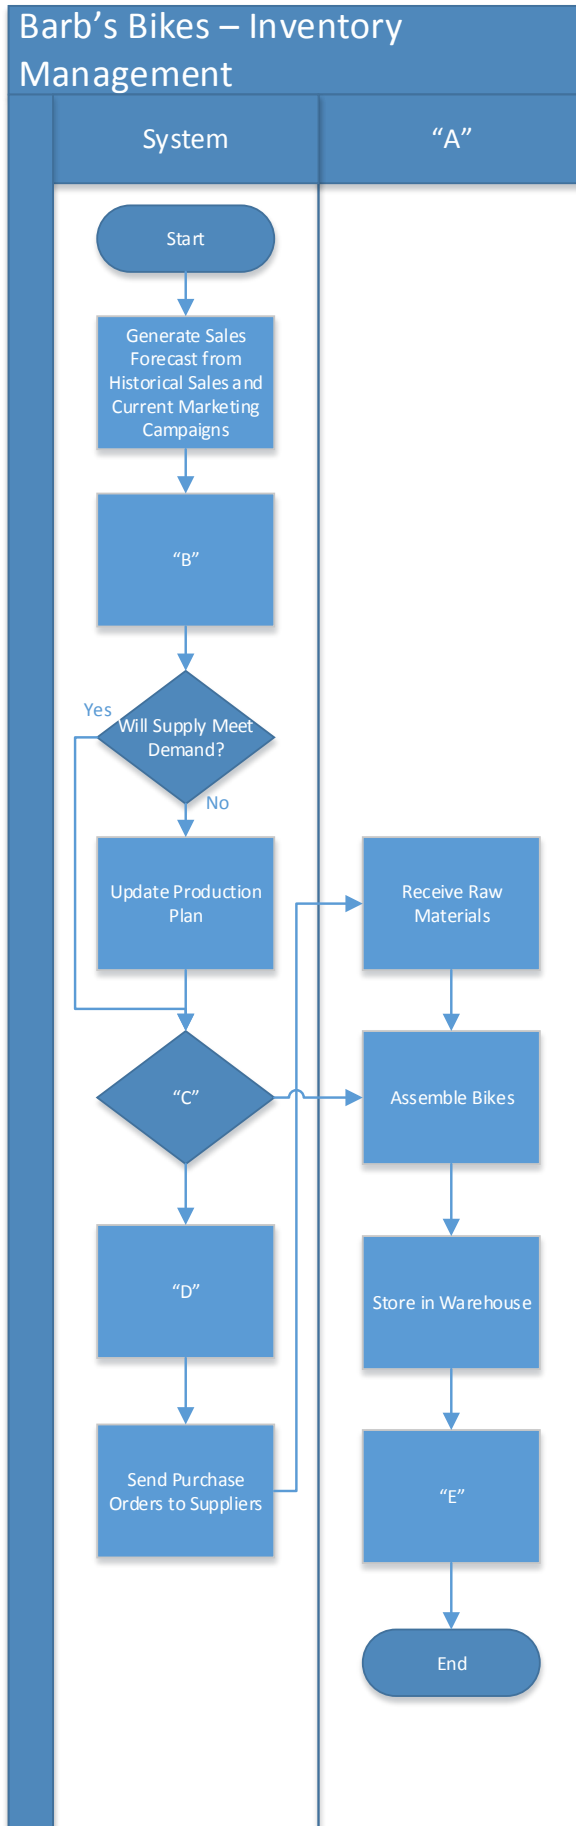 Barb’s Bikes – Inventory
Management
System
“A”
Start
Generate Sales
Forecast from
Historical Sales and
Current Marketing
Campaigns
“B”
Yes
Will Supply Meet
Demand?
No
Update Production
Plan
Receive Raw
Materials
“C”
Assemble Bikes
“D”
Store in Warehouse
Send Purchase
Orders to Suppliers
“E”
End